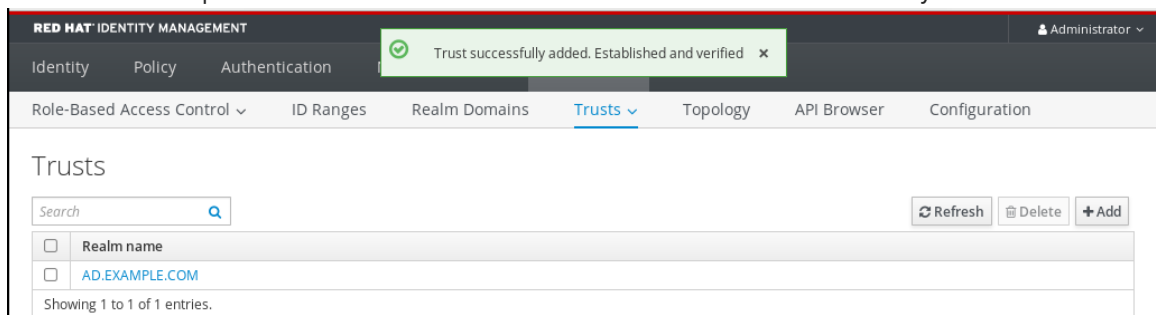 RED HAT® IDENTITY MANAGEMENT
Administrator
Trust successfully added. Established and verified ×
Identity Policy Authentication
Role-Based Access Control ID Ranges Realm Domains Trusts Topology API Browser Configuration
Trusts
Search
Refresh Delete +Add
Realm name
AD.EXAMPLE.COM
Showing 1 to 1 of 1 entries.